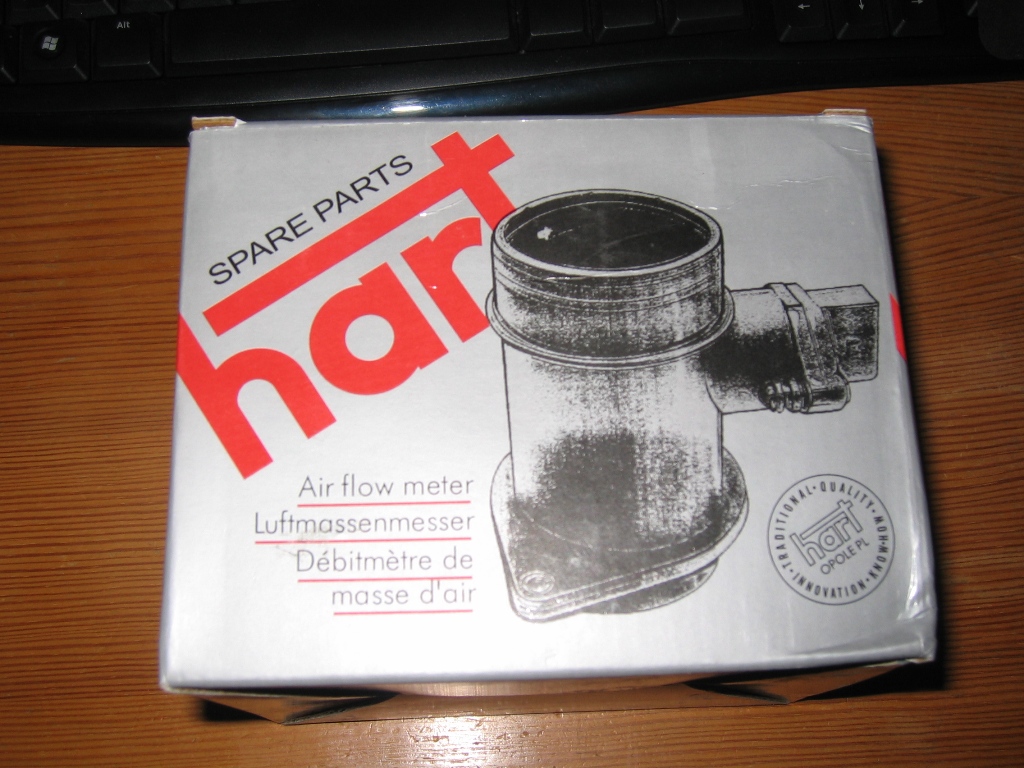 Alt
SPARE PARTS
hart
Air flow meter
Luftmassenmesser
Débitmètre de
masse d'air
TRADITIONAL · QUALITY · KNOW-HOW · INNOVATION ·
hart
OPOLE PL